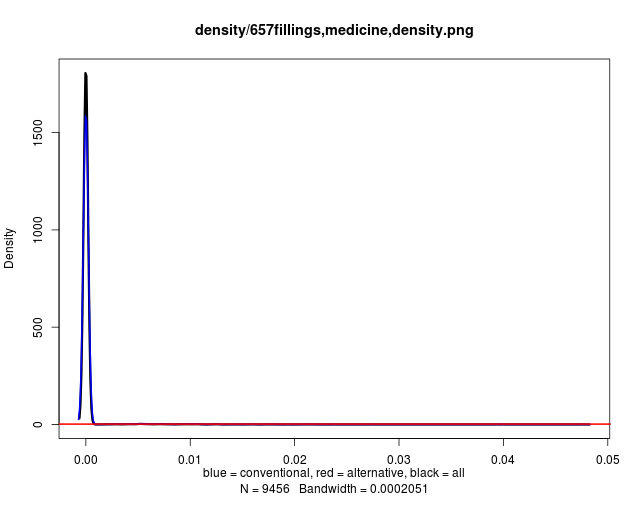 density/657fillings,medicine,density.png
Density
1500
1000
500
0
0.00 0.01 0.02 0.03 0.04 0.05
blue = conventional, red = alternative, black = all
N = 9456 Bandwidth = 0.0002051